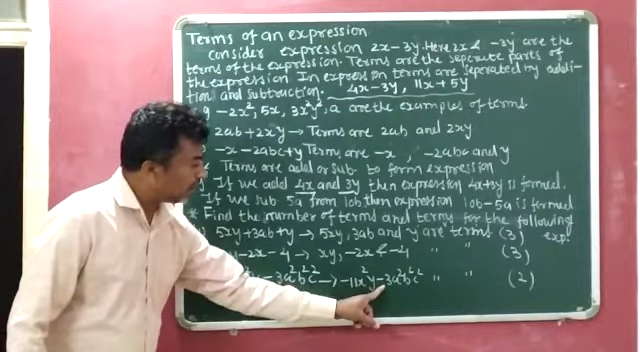 Terms of an expression
consider expression 2x-3y. Here 2x & -3y are the
terms of the expression. Terms are the seperate parts of
the expression In expression terms are seperated by addi-
tion and subtraction. 4x-3y, 11x+5y
g -2x², 5x, 3x²y², a are the examples of terms.
2ab+2xy → Terms are 2ab and 2xy
-x-2abc+y Term are -x, -2abc and y
Terms are add or sub. to form expression
If we add 4x and 3y then expression 4x+3y is formed.
If we sub 5a from 10b then expression 10b-5a is formed
* Find the number of terms and terms for the following exp.
5xy+3ab+y → 5xy, 3ab and y are terms (3)
-2x-4 → xy, -2x & -4 " " (3)
y-3a²b²c² → -11x²y-3a²b²c² " " (2)